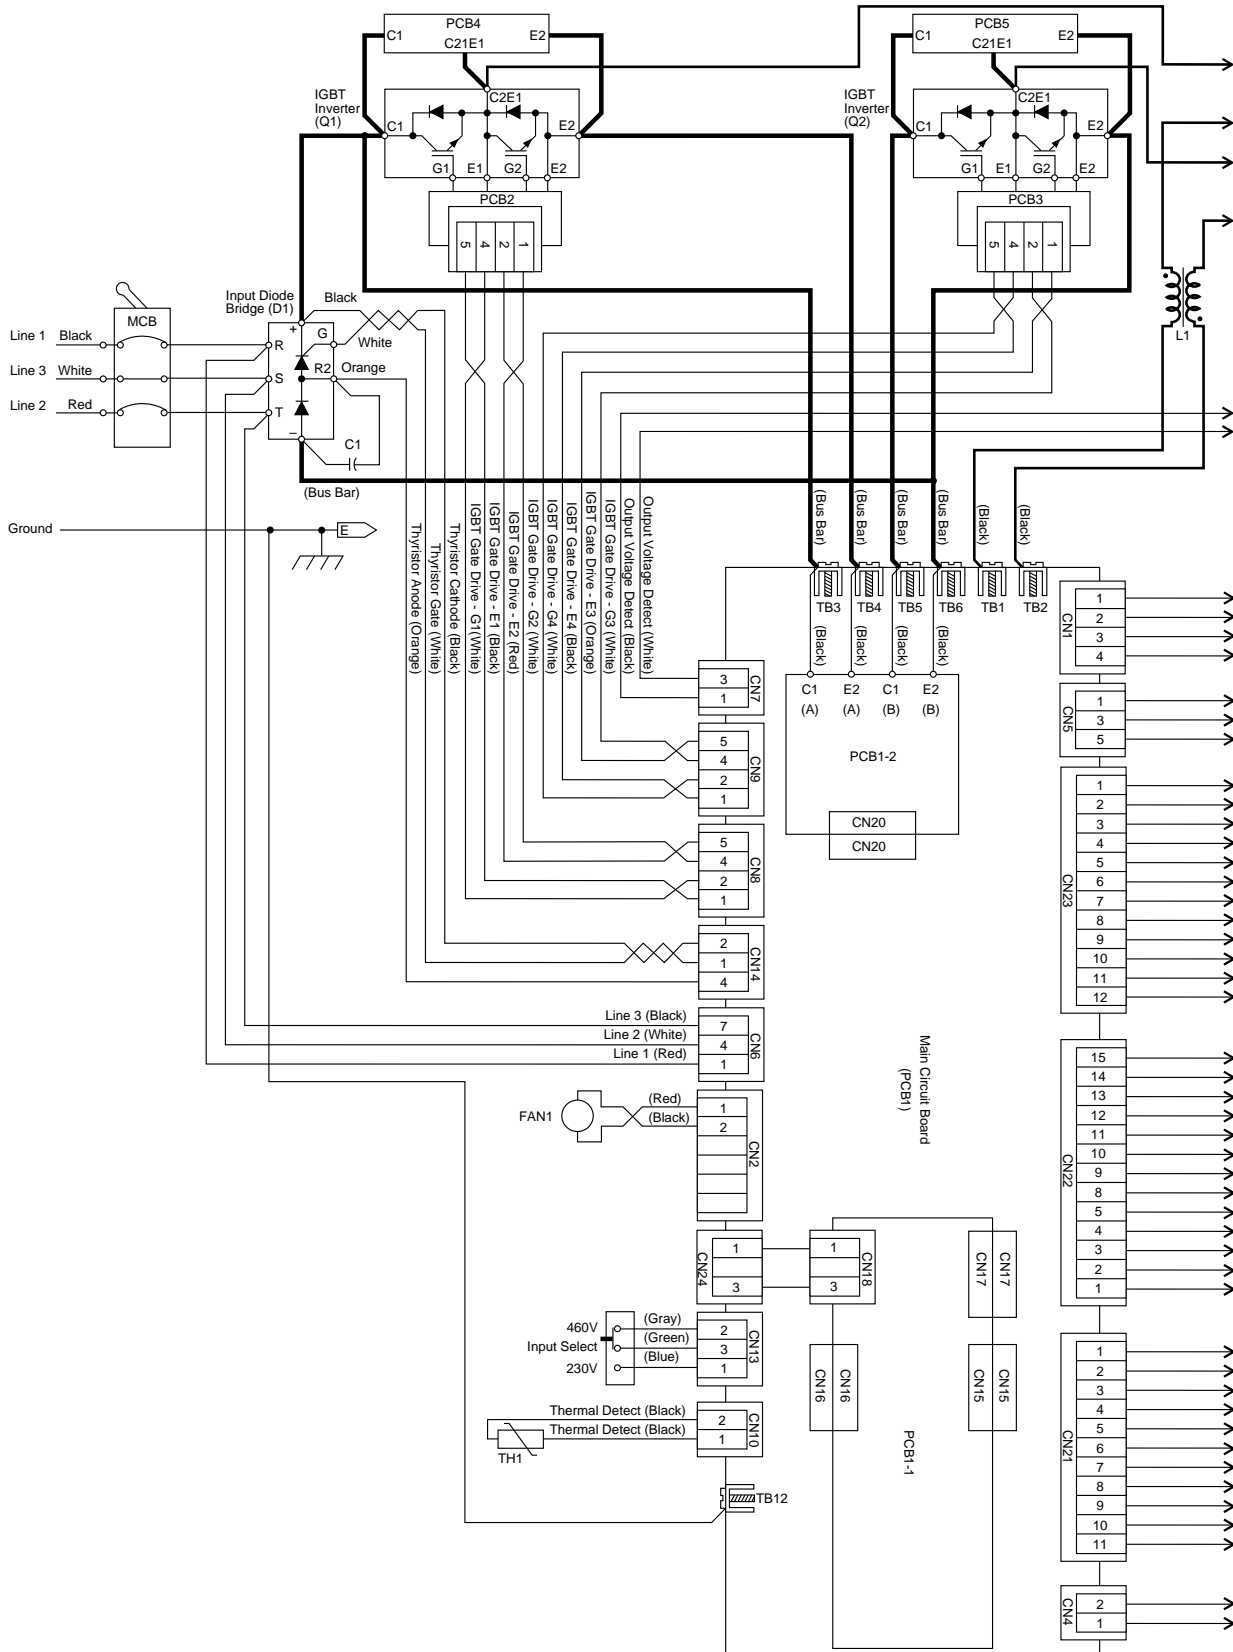 PCB4
C1
E2
C21E1
PCB5
C1
E2
C21E1
IGBT
Inverter
(Q1)
C2E1
C1
E2
G1
E1
G2
E2
IGBT
Inverter
(Q2)
C2E1
C1
E2
G1
E1
G2
E2
PCB2
5
4
2
1
PCB3
5
4
2
1
Input Diode
Bridge (D1)
Black
White
Orange
MCB
Line 1
Black
Line 3
White
Line 2
Red
+
G
R
R2
S
T
–
C1
L1
(Bus Bar)
Ground
E
Thyristor Anode (Orange)
Thyristor Gate (White)
Thyristor Cathode (Black)
IGBT Gate Drive - G1(White)
IGBT Gate Drive - E1 (Black)
IGBT Gate Drive - E2 (Red)
IGBT Gate Drive - G2 (White)
IGBT Gate Drive - G4 (White)
IGBT Gate Drive - E4 (Black)
IGBT Gate Drive - E3 (Orange)
IGBT Gate Drive - G3 (White)
Output Voltage Detect (Black)
Output Voltage Detect (White)
(Bus Bar)
(Bus Bar)
(Bus Bar)
(Bus Bar)
(Black)
(Black)
TB3
TB4
TB5
TB6
TB1
TB2
(Black)
(Black)
(Black)
(Black)
C1
E2
C1
E2
(A)
(A)
(B)
(B)
PCB1-2
CN20
CN20
3
1
CN7
5
4
2
1
CN9
5
4
2
1
CN8
2
1
4
CN14
Line 3 (Black)
Line 2 (White)
Line 1 (Red)
7
4
1
CN6
FAN1
(Red)
(Black)
1
2
CN2
1
3
CN24
1
3
CN18
CN17
CN17
CN16
CN16
CN15
CN15
PCB1-1
Main Circuit Board
(PCB1)
460V
Input Select
230V
(Gray)
(Green)
(Blue)
2
3
1
CN13
Thermal Detect (Black)
Thermal Detect (Black)
TH1
2
1
CN10
TB12
CN1
1
2
3
4
CN5
1
3
5
CN23
1
2
3
4
5
6
7
8
9
10
11
12
CN22
15
14
13
12
11
10
9
8
5
4
3
2
1
CN21
1
2
3
4
5
6
7
8
9
10
11
CN4
2
1